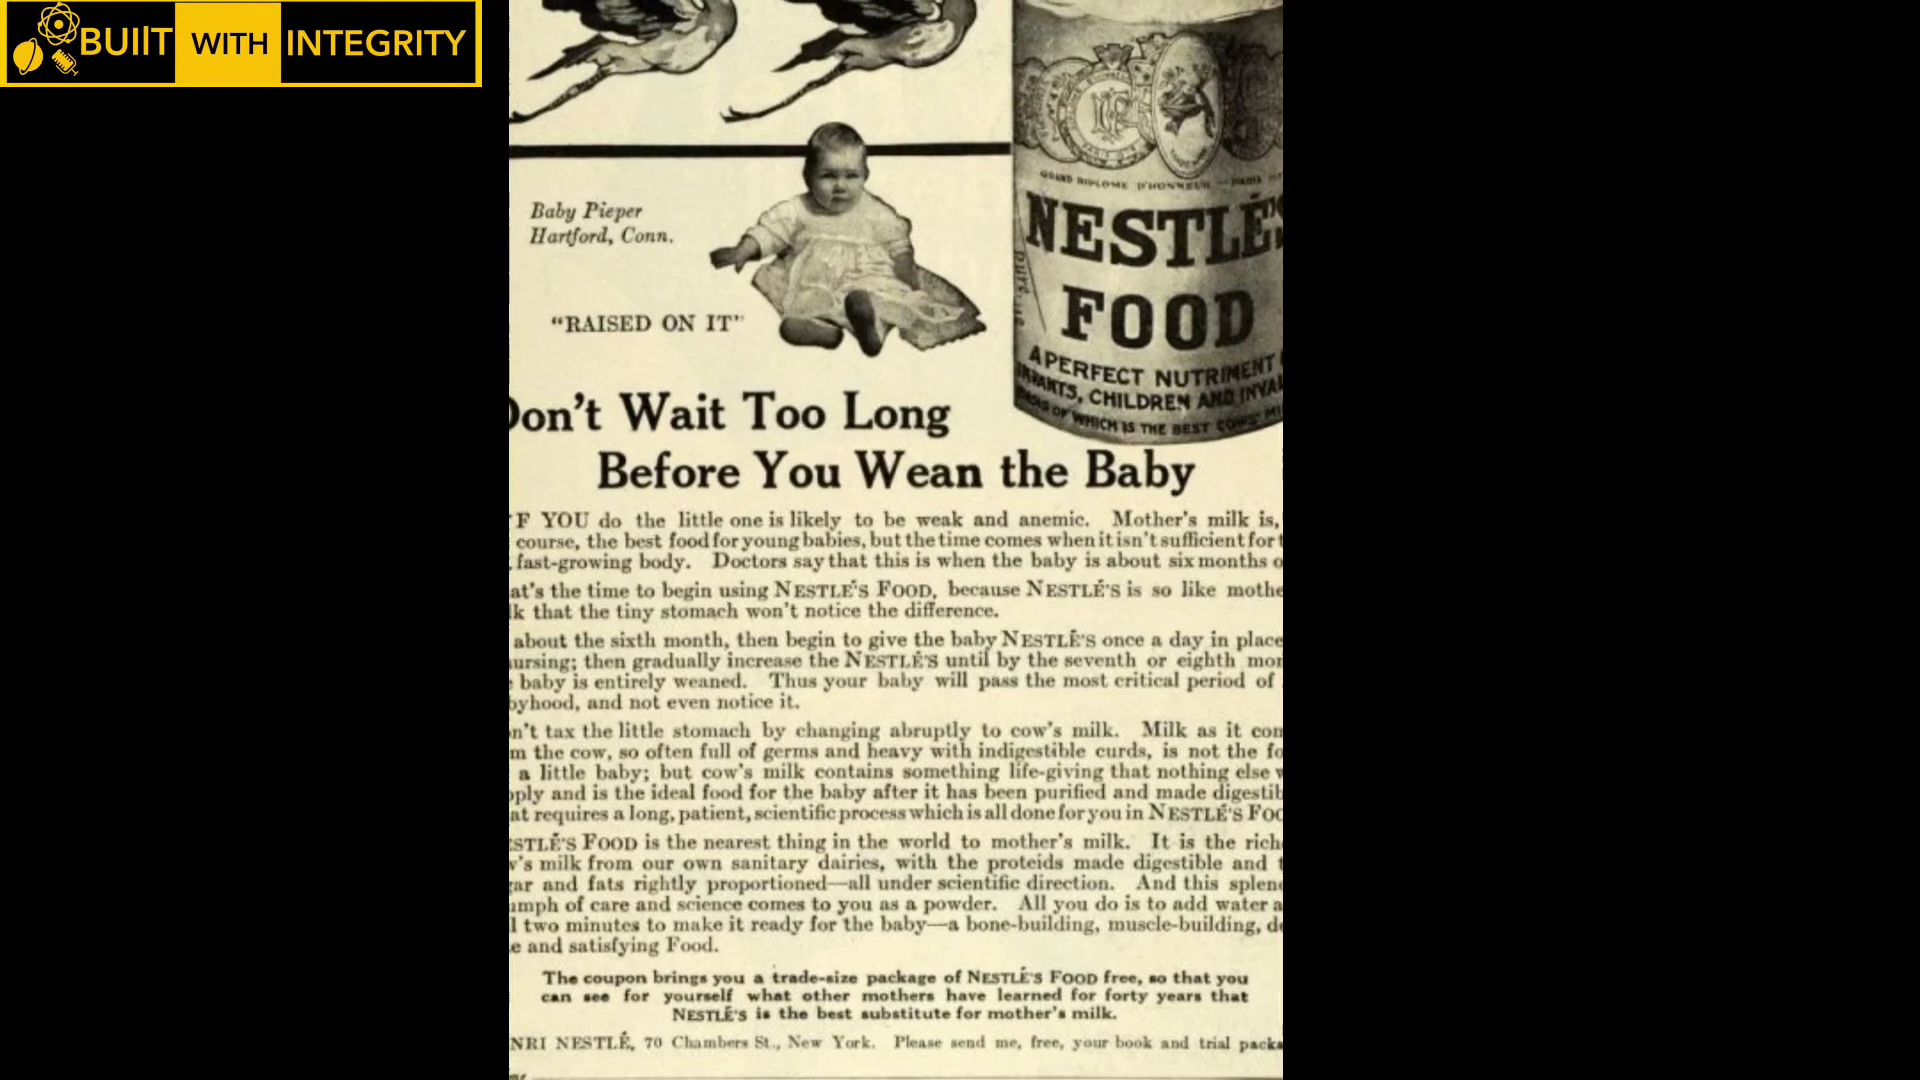 BUIlT WITH INTEGRITY
GRAND DIPLOME D'HONNEUR
NESTLÉ'S
FOOD
A PERFECT NUTRIMENT
INFANTS, CHILDREN AND INVAL
OF WHICH IS THE BEST COW'S MI
Baby Pieper
Hartford, Conn.
"RAISED ON IT"
Don't Wait Too Long
Before You Wean the Baby
F YOU do the little one is likely to be weak and anemic. Mother's milk is,
course, the best food for young babies, but the time comes when it isn't sufficient for t
fast-growing body. Doctors say that this is when the baby is about six months o
at's the time to begin using NESTLÉ'S FOOD, because NESTLÉ'S is so like mothe
lk that the tiny stomach won't notice the difference.
about the sixth month, then begin to give the baby NESTLÉ'S once a day in place
ursing; then gradually increase the NESTLÉ'S until by the seventh or eighth mon
baby is entirely weaned. Thus your baby will pass the most critical period of
byhood, and not even notice it.
n't tax the little stomach by changing abruptly to cow's milk. Milk as it com
m the cow, so often full of germs and heavy with indigestible curds, is not the fo
a little baby; but cow's milk contains something life-giving that nothing else w
ply and is the ideal food for the baby after it has been purified and made digestib
at requires a long, patient, scientific process which is all done for you in NESTLÉ'S FOO
STLÉ'S FOOD is the nearest thing in the world to mother's milk. It is the rich
v's milk from our own sanitary dairies, with the proteids made digestible and t
gar and fats rightly proportioned—all under scientific direction. And this splend
umph of care and science comes to you as a powder. All you do is to add water a
l two minutes to make it ready for the baby—a bone-building, muscle-building, de
e and satisfying Food.
The coupon brings you a trade-size package of NESTLÉ'S FOOD free, so that you
can see for yourself what other mothers have learned for forty years that
NESTLÉ'S is the best substitute for mother's milk.
NRI NESTLÉ, 70 Chambers St., New York. Please send me, free, your book and trial packa